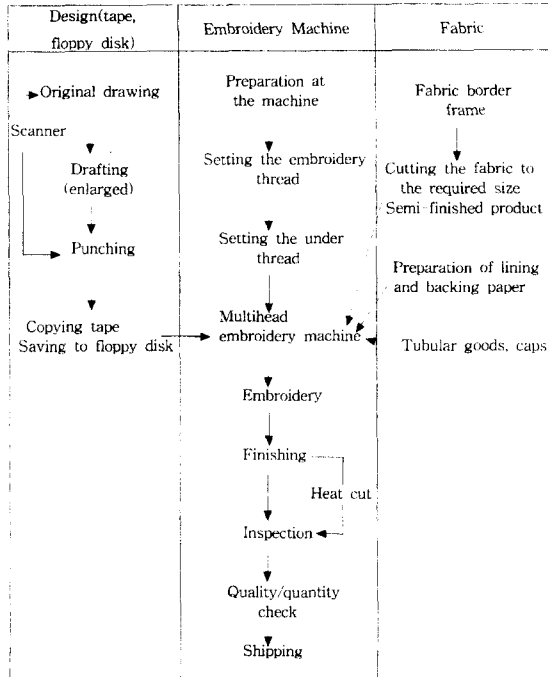 Design(tape,
floppy disk)
Original drawing
Scanner
Drafting
(enlarged)
Punching
Copying tape
Saving to floppy disk
Embroidery Machine
Preparation at
the machine
Setting the embroidery
thread
Setting the under
thread
Multihead
embroidery machine
Embroidery
Finishing
Heat cut
Inspection
Quality/quantity
check
Shipping
Fabric
Fabric border
frame
Cutting the fabric to
the required size
Semi-finished product
Preparation of lining
and backing paper
Tubular goods, caps